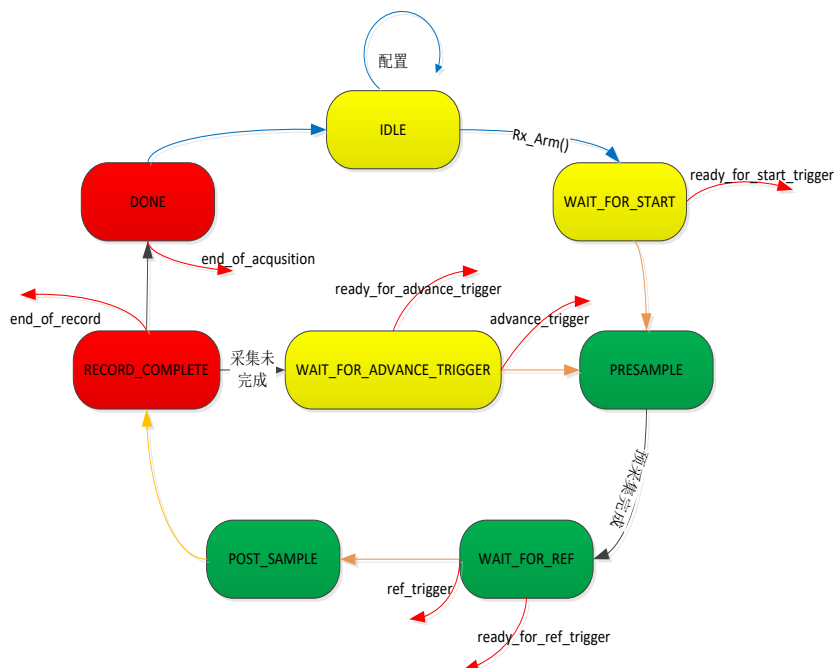 配置
IDLE
Rx_Arm()
ready_for_start_trigger
DONE
WAIT_FOR_START
end_of_acqusition
ready_for_advance_trigger
end_of_record
advance_trigger
RECORD_COMPLETE
采集未
完成
WAIT_FOR_ADVANCE_TRIGGER
PRESAMPLE
预采集完成
POST_SAMPLE
WAIT_FOR_REF
ref_trigger
ready_for_ref_trigger